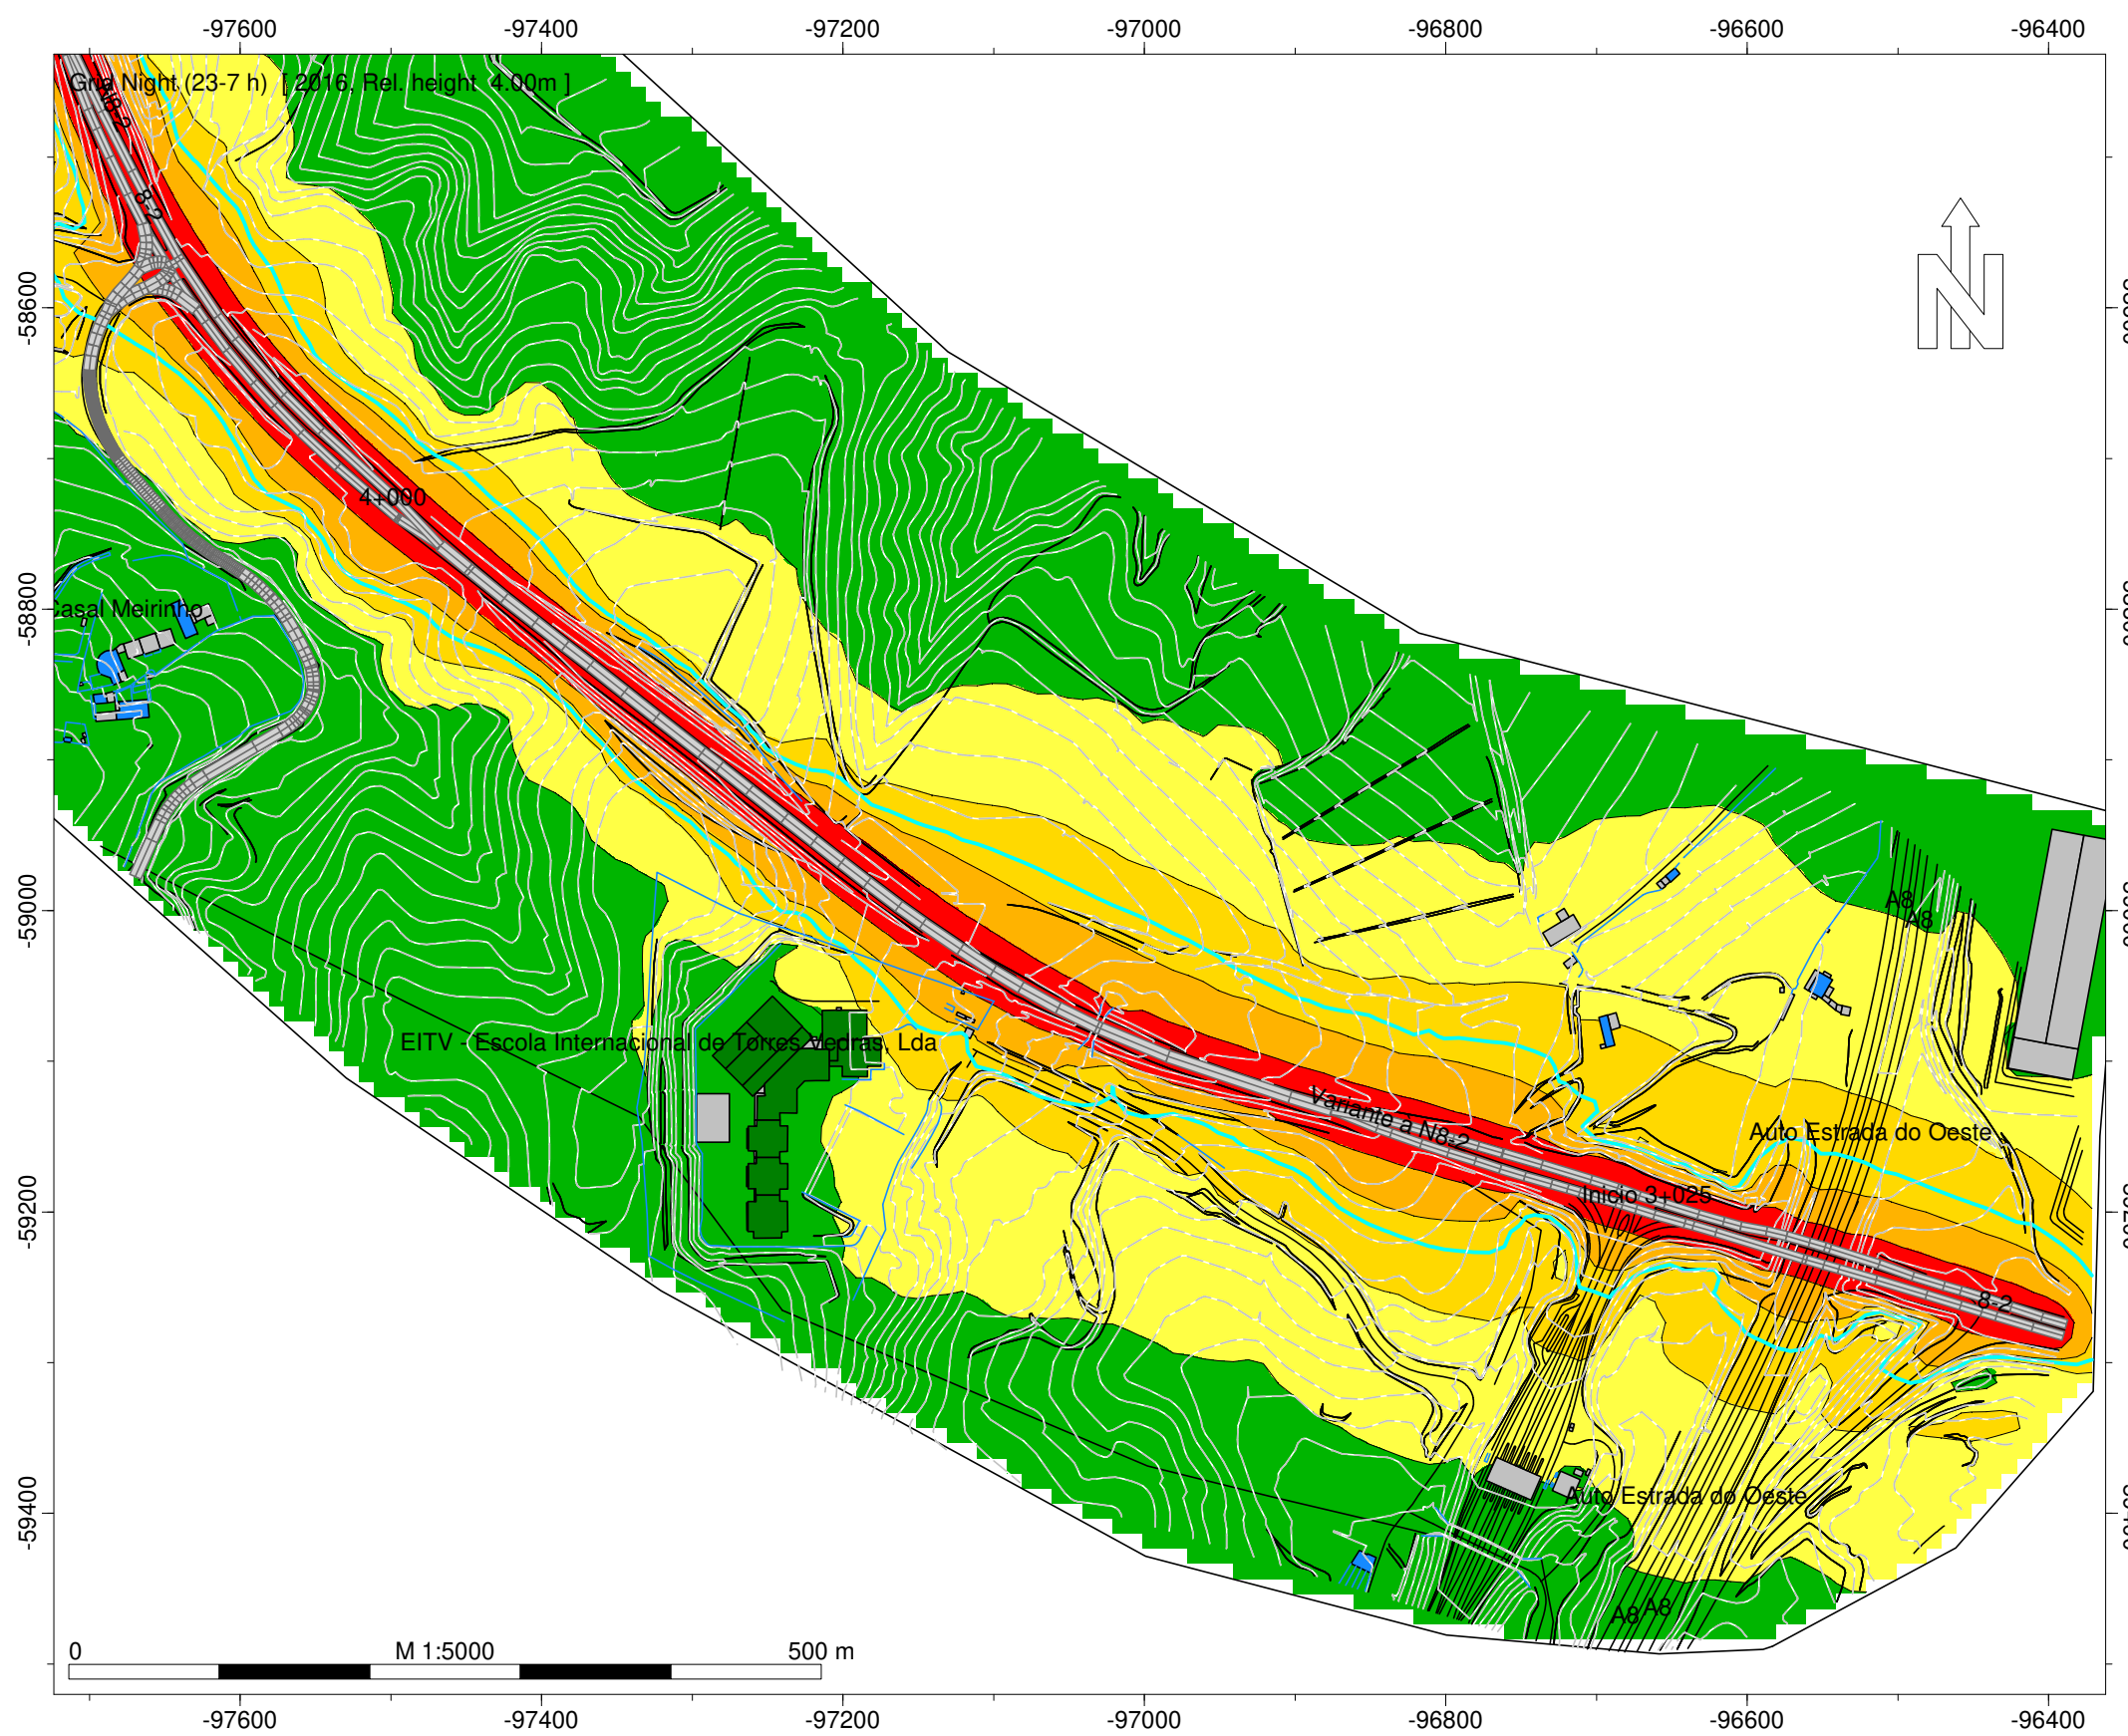 -97600 -97400 -97200 -97000 -96800 -96600 -96400
Grid Night (23-7 h) [ 2016, Rel. height 4.00m ]
N8-2
8-2
N
-58600
4+000
-58800
Casal Meirinho
-59000
A8
A8
EITV - Escola Internacional de Torres Vedras, Lda
Variante à N8-2
Auto Estrada do Oeste
-59200
Inicio 3+025
8-2
-59400
Auto Estrada do Oeste
A8 A8
0 M 1:5000 500 m
-97600 -97400 -97200 -97000 -96800 -96600 -96400